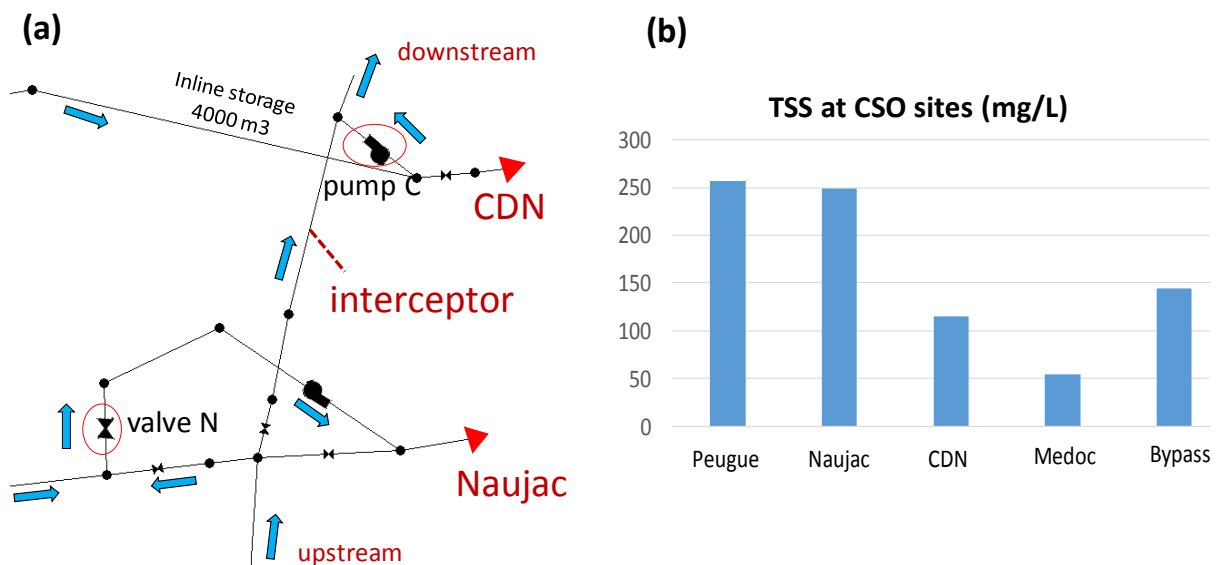 (a)
downstream
Inline storage
4000 m3
pump C
CDN
interceptor
valve N
Naujac
upstream
(b)
TSS at CSO sites (mg/L)
300
250
200
150
100
50
0
Peugue Naujac CDN Medoc Bypass